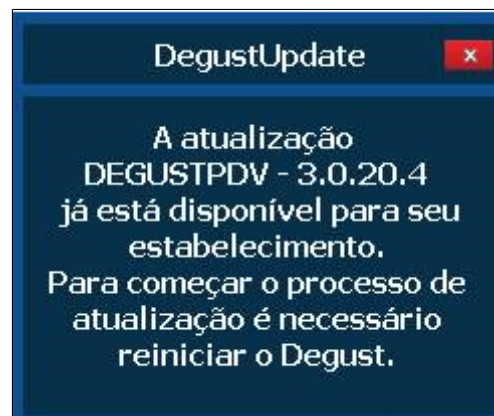 DegustUpdate
A atualização
DEGUSTPDV - 3.0.20.4
já está disponível para seu
estabelecimento.
Para começar o processo de
atualização é necessário
reiniciar o Degust.